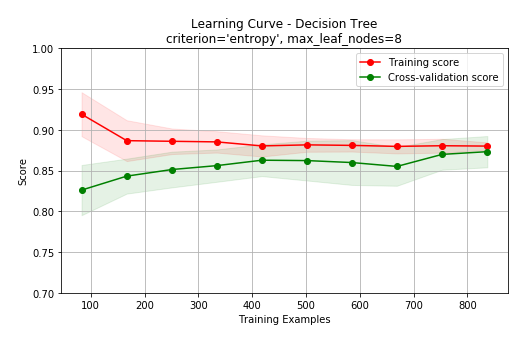 Learning Curve - Decision Tree
criterion='entropy', max_leaf_nodes=8
1.00
0.95
0.90
0.85
0.80
0.75
0.70
Score
Training score
Cross-validation score
100 200 300 400 500 600 700 800
Training Examples